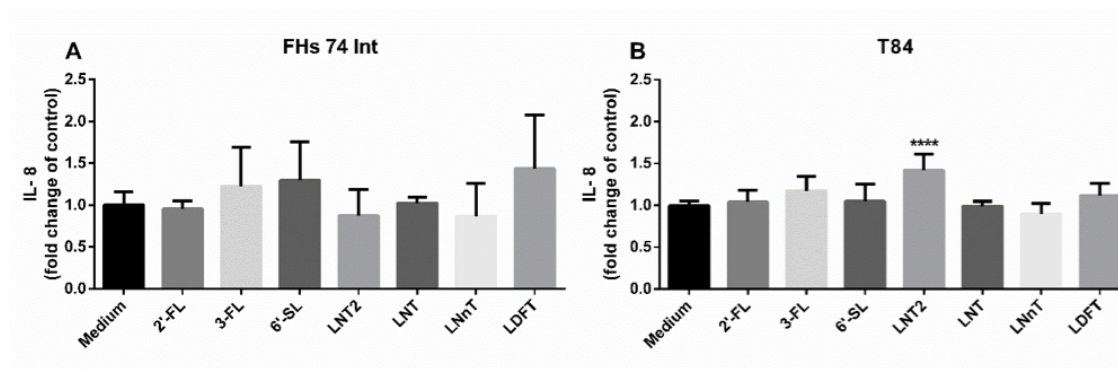 A
FHs 74 Int
IL- 8
(fold change of control)
2.5
2.0
1.5
1.0
0.5
0.0
Medium
2'-FL
3-FL
6'-SL
LNT2
LNT
LNnT
LDFT
B
T84
IL- 8
(fold change of control)
2.5
2.0
1.5
1.0
0.5
0.0
****
Medium
2'-FL
3-FL
6'-SL
LNT2
LNT
LNnT
LDFT